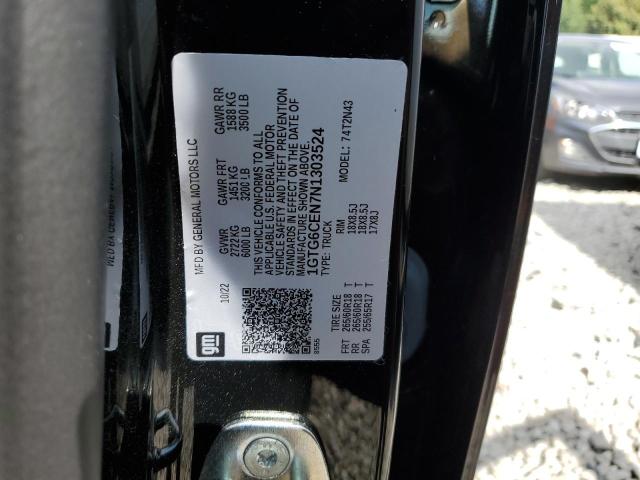 gm
10/22
MFD BY GENERAL MOTORS LLC
GVWR GAWR FRT GAWR RR
2722 KG 1451 KG 1588 KG
6000 LB 3200 LB 3500 LB
THIS VEHICLE CONFORMS TO ALL
APPLICABLE U.S. FEDERAL MOTOR
VEHICLE SAFETY AND THEFT PREVENTION
STANDARDS IN EFFECT ON THE DATE OF
MANUFACTURE SHOWN ABOVE.
1GTG6CEN7N1303524
TYPE: TRUCK MODEL: 74T2N43
8555
TIRE SIZE RIM
FRT 265/60R18 T 18X8.5J
RR 265/60R18 T 18X8.5J
SPA 255/65R17 T 17X8J